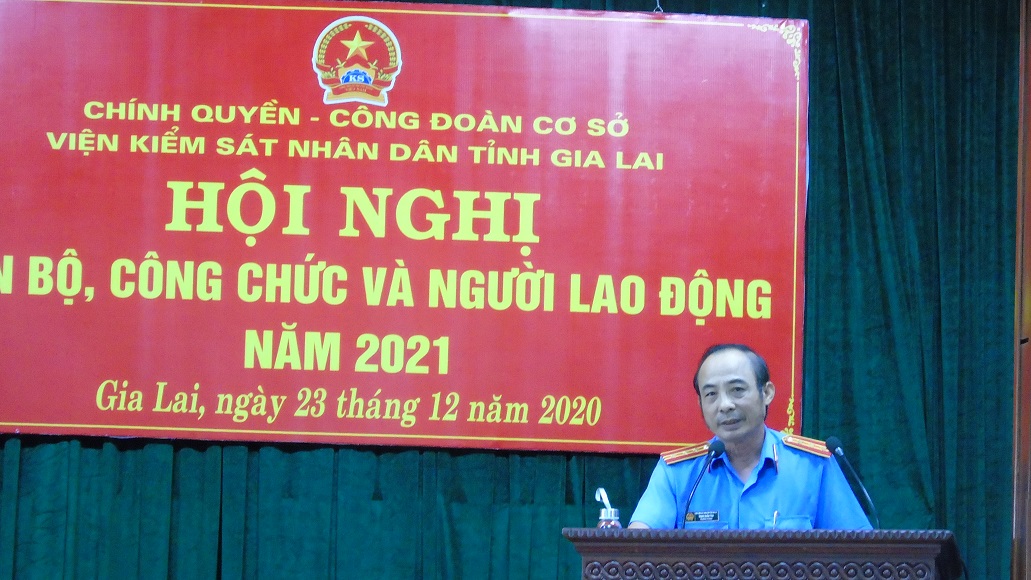 KS
CHÍNH QUYỀN - CÔNG ĐOÀN CƠ SỞ
VIỆN KIỂM SÁT NHÂN DÂN TỈNH GIA LAI
HỘI NGHỊ
N BỘ, CÔNG CHỨC VÀ NGƯỜI LAO ĐỘNG
NĂM 2021
Gia Lai, ngày 23 tháng 12 năm 2020